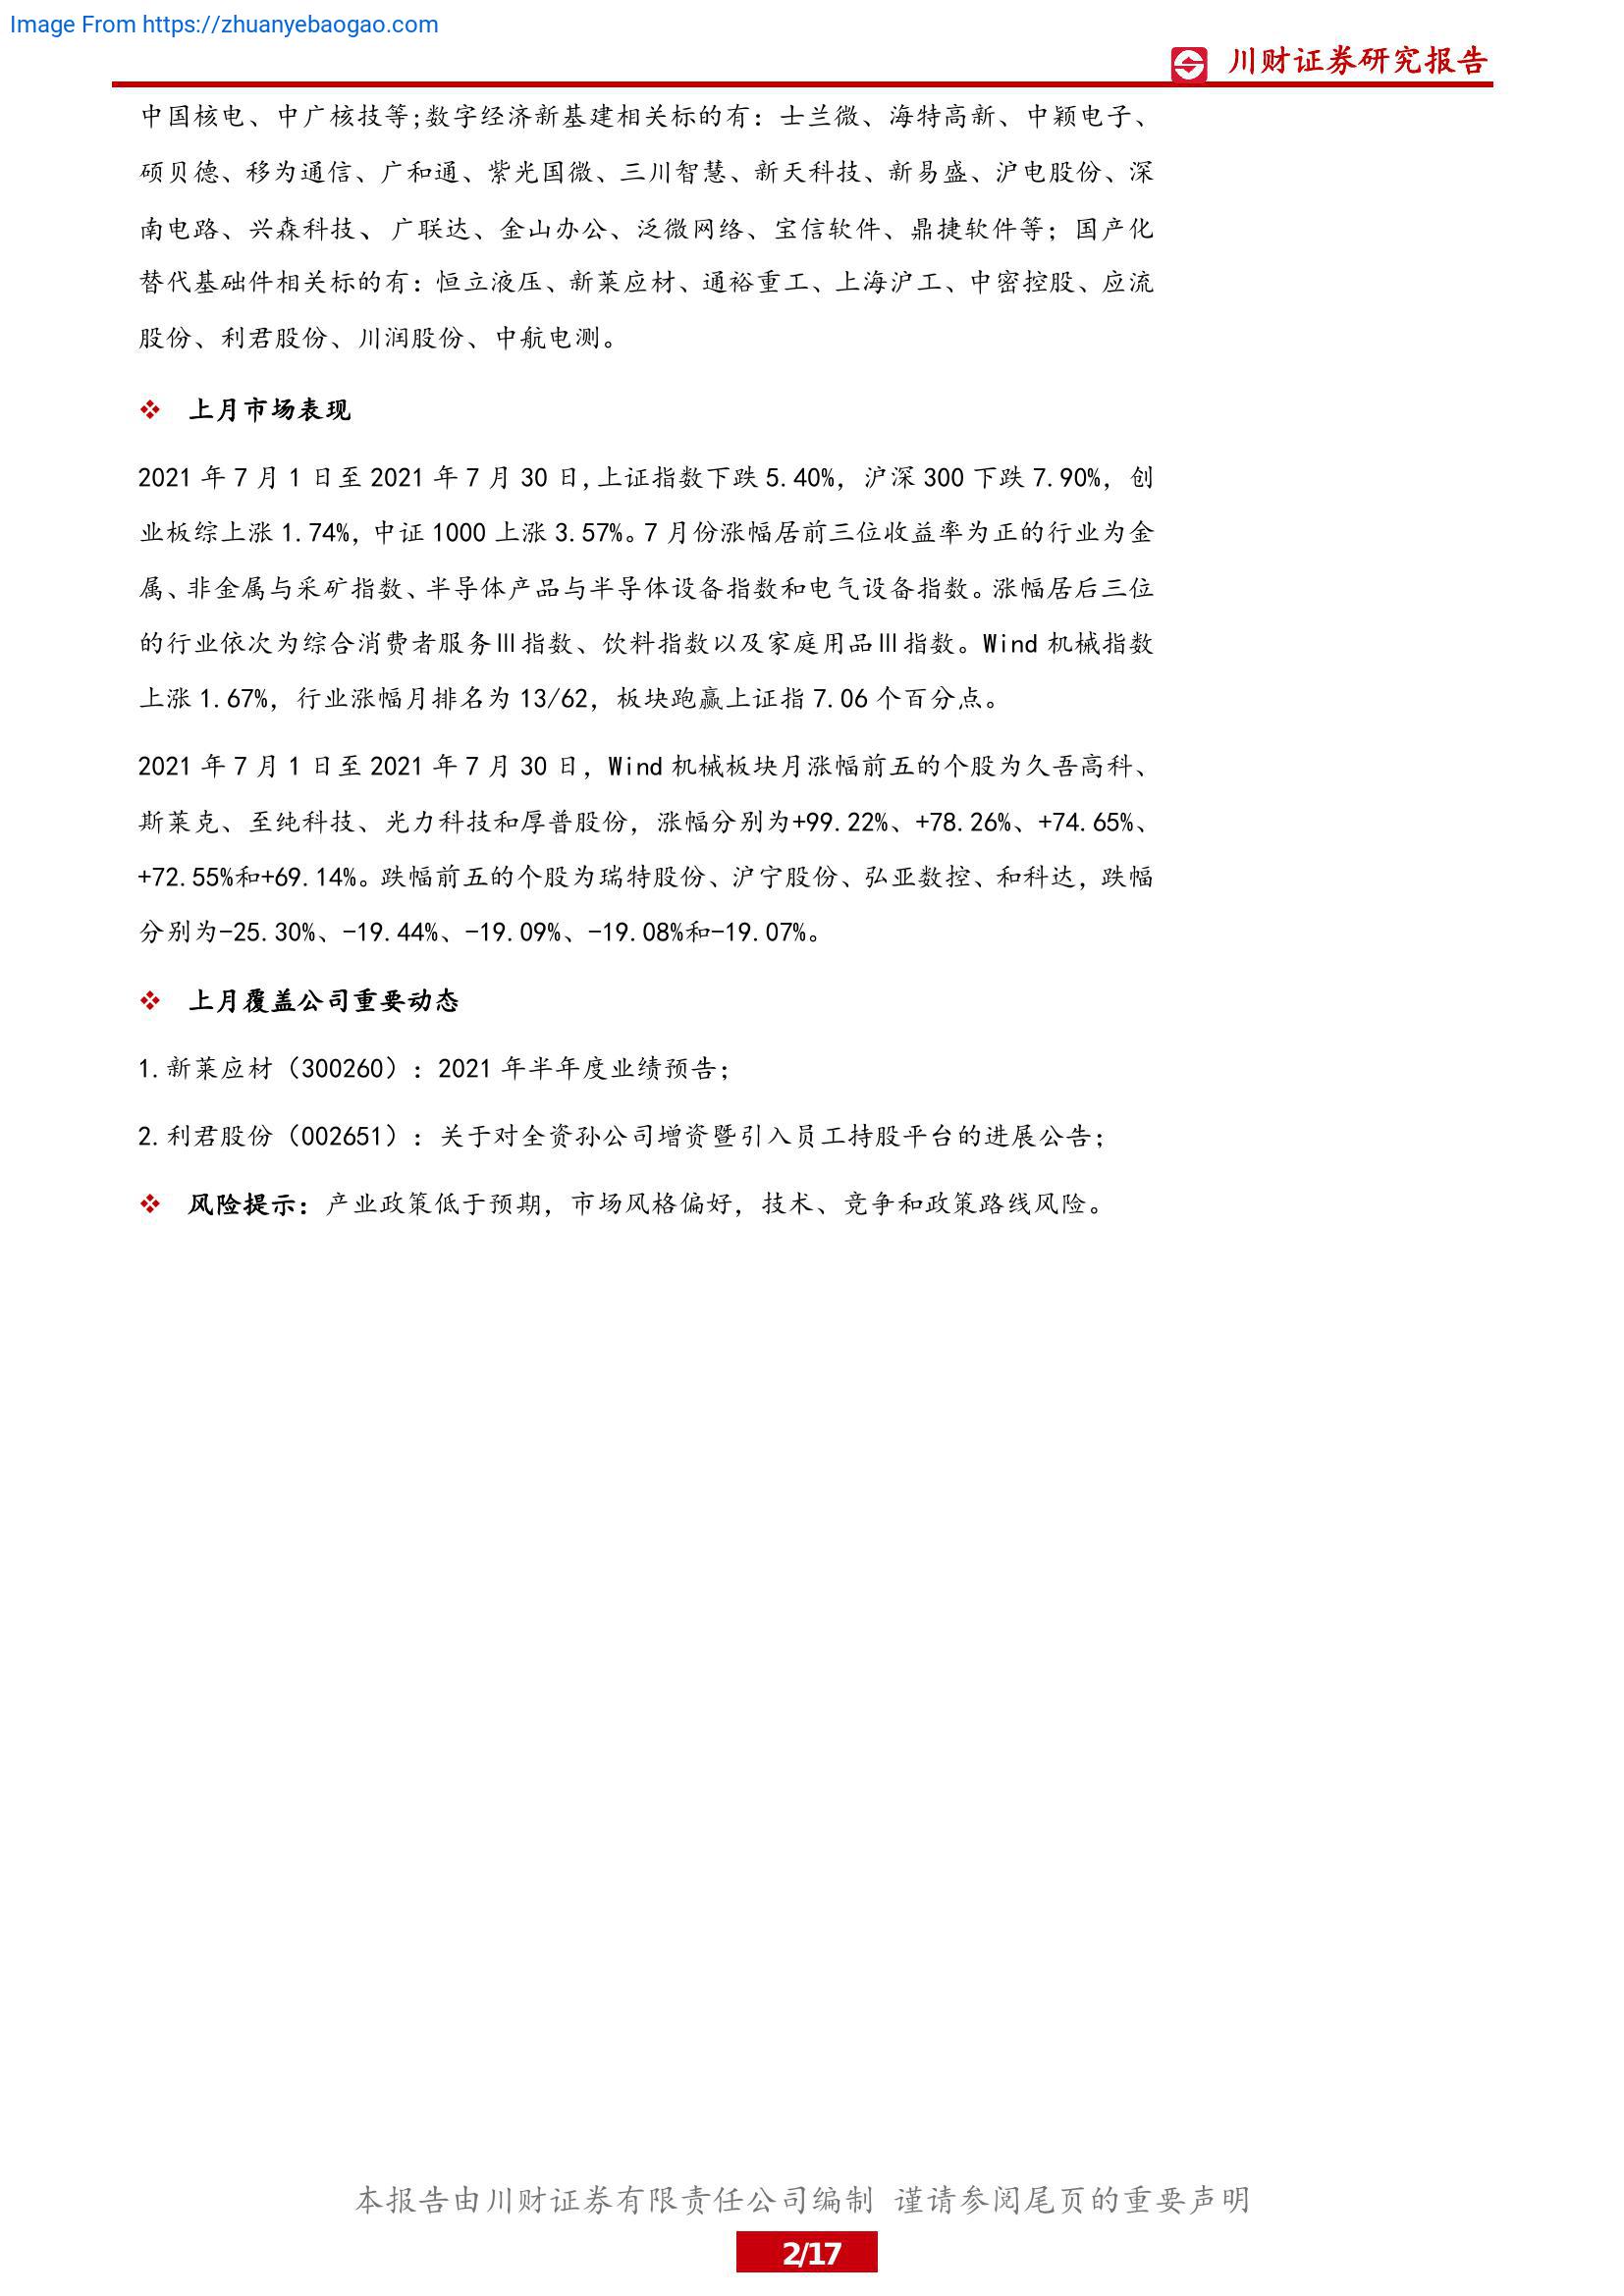 Image From https://zhuanyebaogao.com
川财证券研究报告
中国核电、中广核技等;数字经济新基建相关标的有：士兰微、海特高新、中颖电子、
硕贝德、移为通信、广和通、紫光国微、三川智慧、新天科技、新易盛、沪电股份、深
南电路、兴森科技、广联达、金山办公、泛微网络、宝信软件、鼎捷软件等；国产化
替代基础件相关标的有：恒立液压、新莱应材、通裕重工、上海沪工、中密控股、应流
股份、利君股份、川润股份、中航电测。
❖ 上月市场表现
2021 年 7 月 1 日至 2021 年 7 月 30 日,上证指数下跌 5.40%，沪深 300 下跌 7.90%，创
业板综上涨 1.74%，中证 1000 上涨 3.57%。7 月份涨幅居前三位收益率为正的行业为金
属、非金属与采矿指数、半导体产品与半导体设备指数和电气设备指数。涨幅居后三位
的行业依次为综合消费者服务Ⅲ指数、饮料指数以及家庭用品Ⅲ指数。Wind 机械指数
上涨 1.67%，行业涨幅月排名为 13/62，板块跑赢上证指 7.06 个百分点。
2021 年 7 月 1 日至 2021 年 7 月 30 日，Wind 机械板块月涨幅前五的个股为久吾高科、
斯莱克、至纯科技、光力科技和厚普股份，涨幅分别为+99.22%、+78.26%、+74.65%、
+72.55%和+69.14%。跌幅前五的个股为瑞特股份、沪宁股份、弘亚数控、和科达，跌幅
分别为-25.30%、-19.44%、-19.09%、-19.08%和-19.07%。
❖ 上月覆盖公司重要动态
1.新莱应材（300260）：2021 年半年度业绩预告；
2.利君股份（002651）：关于对全资孙公司增资暨引入员工持股平台的进展公告；
❖ 风险提示：产业政策低于预期，市场风格偏好，技术、竞争和政策路线风险。
本报告由川财证券有限责任公司编制 谨请参阅尾页的重要声明
2/17